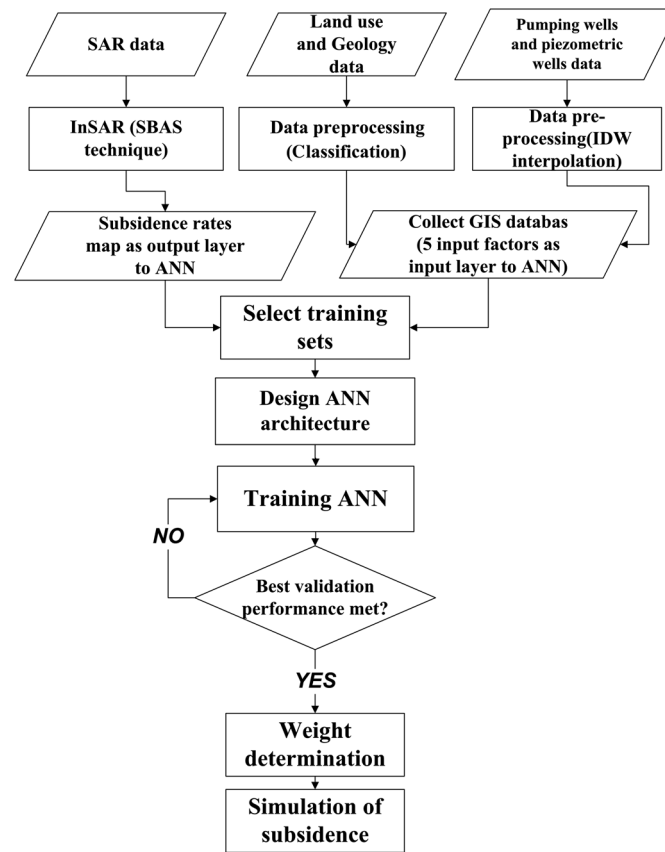 SAR data
Land use
and Geology
data
Pumping wells
and piezometric
wells data
InSAR (SBAS
technique)
Data preprocessing
(Classification)
Data pre-
processing(IDW
interpolation)
Subsidence rates
map as output layer
to ANN
Collect GIS databas
(5 input factors as
input layer to ANN)
Select training
sets
Design ANN
architecture
Training ANN
NO
Best validation
performance met?
YES
Weight
determination
Simulation of
subsidence